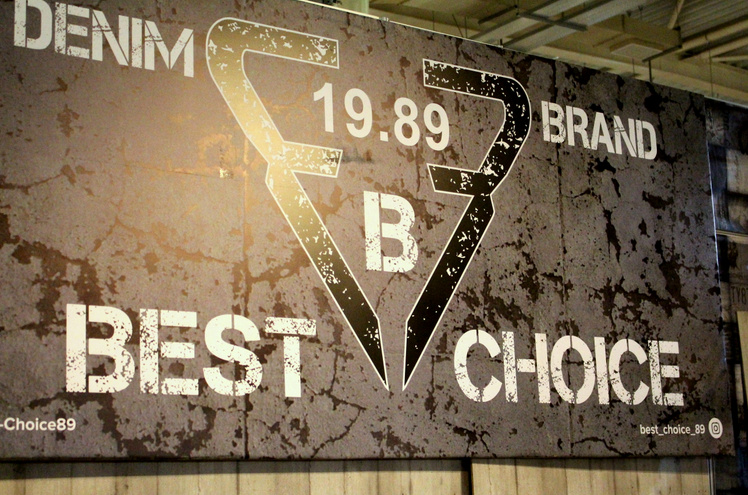 DENIM
19.89
BRAND
B
BEST CHOICE
-Choice89
best_choice_89